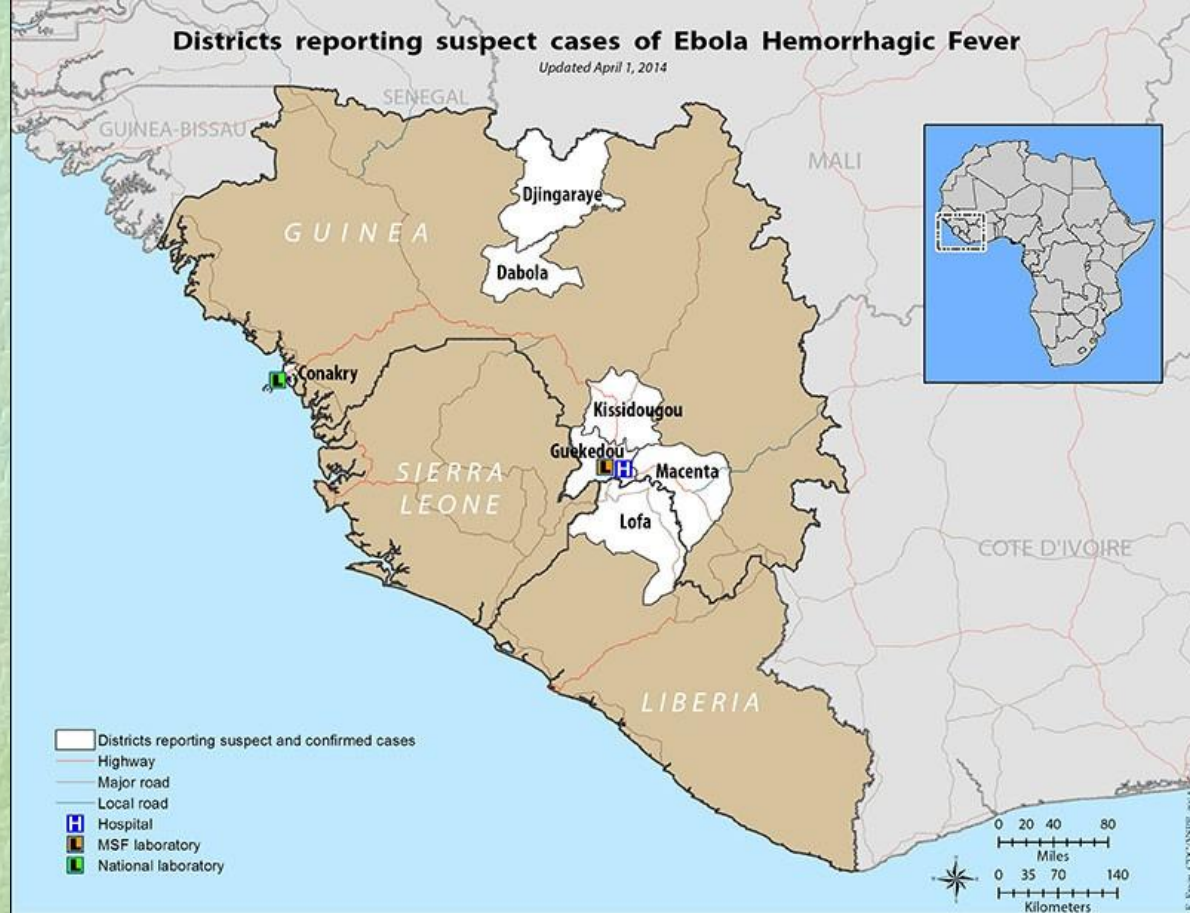 Districts reporting suspect cases of Ebola Hemorrhagic Fever
Updated April 1, 2014
SENEGAL
GUINEA-BISSAU
MALI
Djingaraye
GUINEA
Dabola
Conakry
Kissidougou
Guekedou
L
H
Macenta
L
SIERRA
LEONE
Lofa
COTE D'IVOIRE
LIBERIA
Districts reporting suspect and confirmed cases
Highway
Major road
Local road
H Hospital
L MSF laboratory
L National laboratory
0 20 40 80
Miles
0 35 70 140
Kilometers